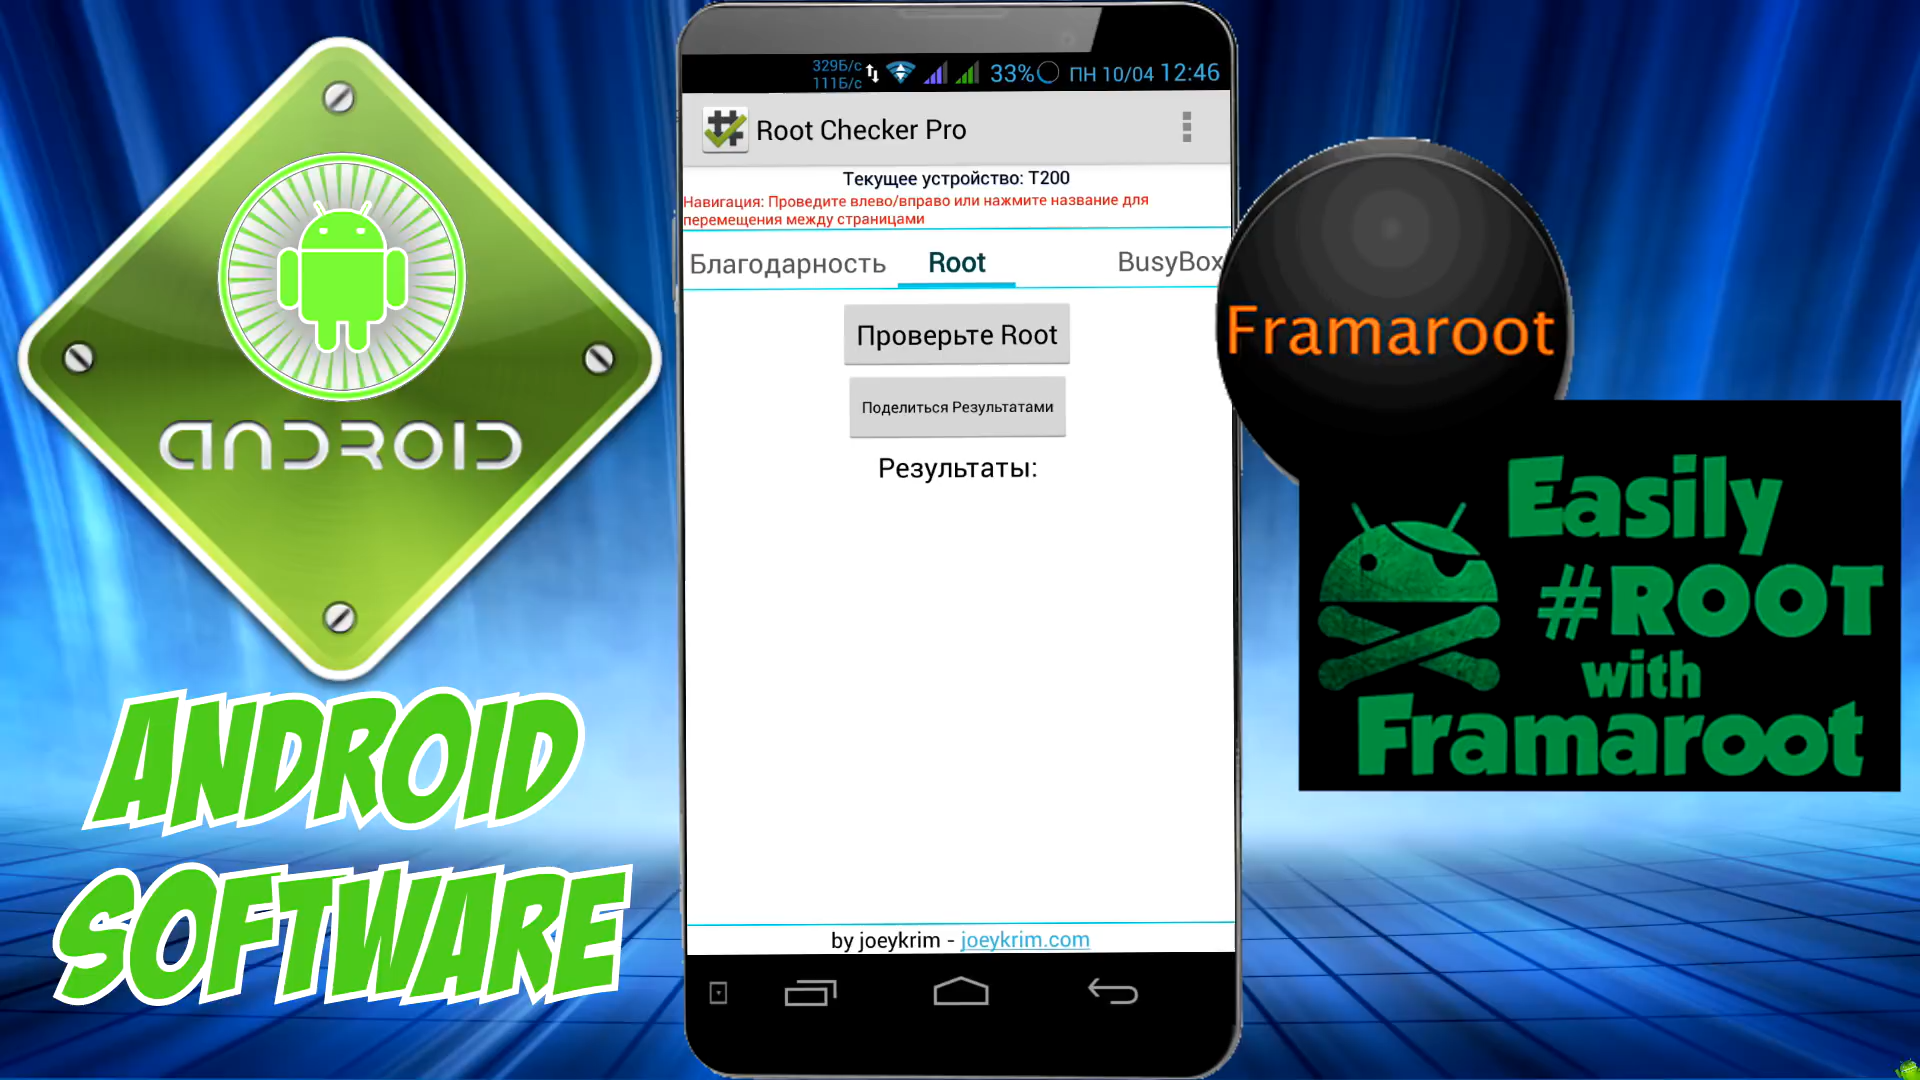 ANDROID
ANDROID
SOFTWARE
329Б/с
111Б/с
33%
ПН 10/04 12:46
Root Checker Pro
Текущее устройство: T200
Навигация: Проведите влево/вправо или нажмите название для
перемещения между страницами
Благодарность
Root
BusyBox
Проверьте Root
Поделиться Результатами
Результаты:
by joeykrim - joeykrim.com
Framaroot
Easily
#ROOT
with
Framaroot